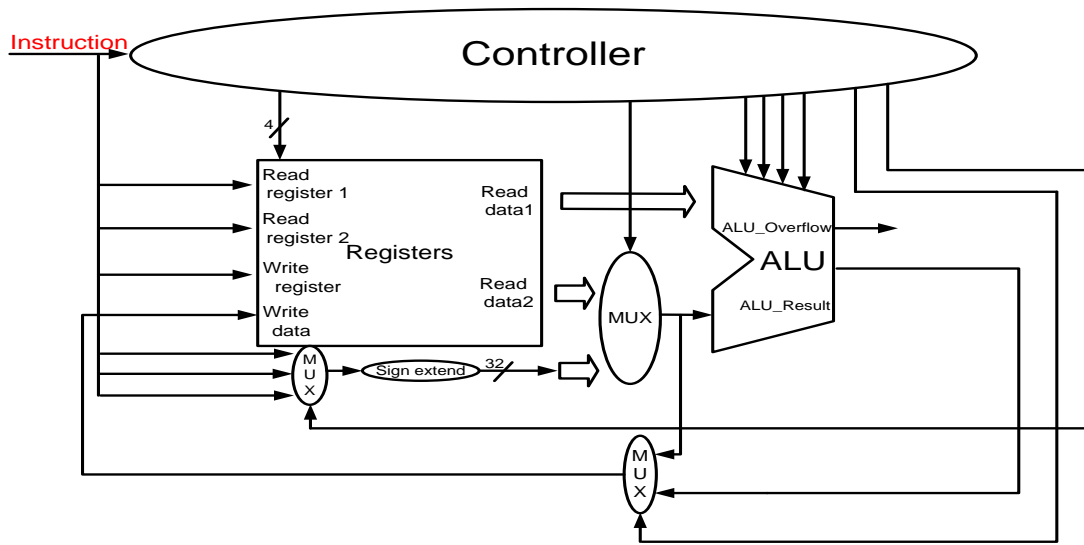 Instruction
Controller
4
Read
register 1
Read
data1
Read
register 2
Registers
Write
register
Read
data2
Write
data
MUX
ALU_Overflow
ALU
ALU_Result
M
U
X
Sign extend
32
M
U
X